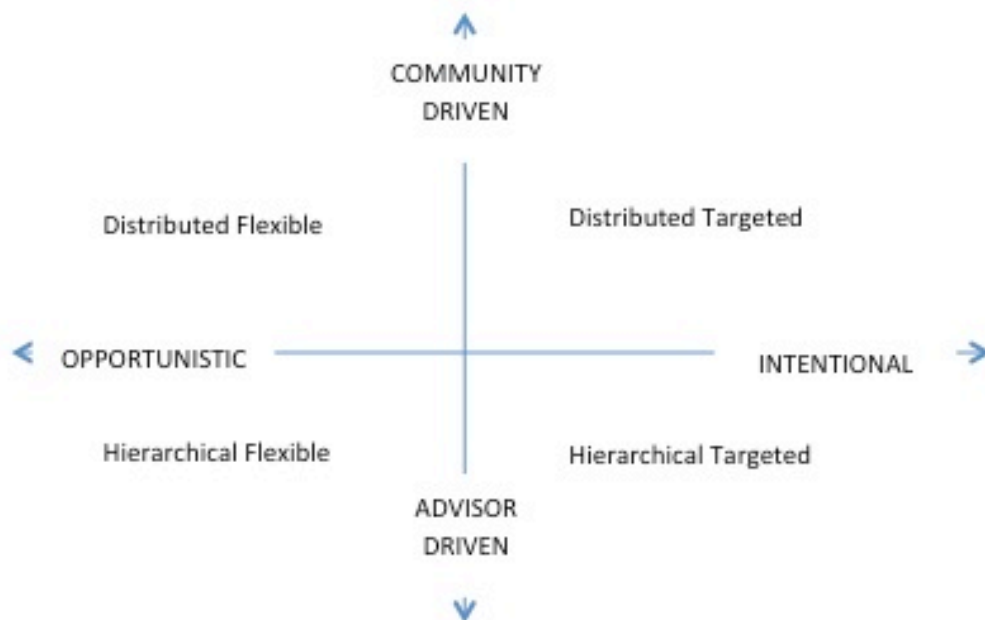 COMMUNITY
DRIVEN
Distributed Flexible
Distributed Targeted
OPPORTUNISTIC
INTENTIONAL
Hierarchical Flexible
Hierarchical Targeted
ADVISOR
DRIVEN